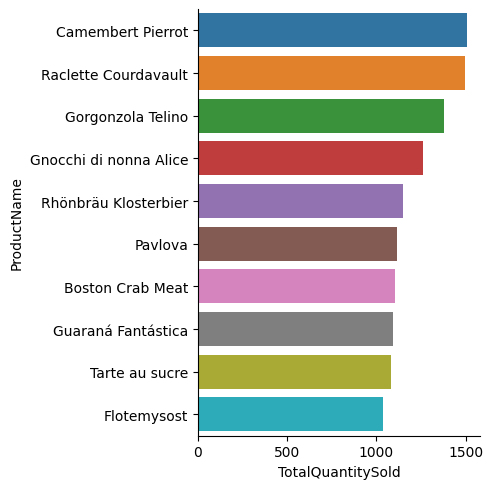 Camembert Pierrot
Raclette Courdavault
Gorgonzola Telino
Gnocchi di nonna Alice
Rhönbräu Klosterbier
Pavlova
Boston Crab Meat
Guaraná Fantástica
Tarte au sucre
Flotemysost
ProductName
0 500 1000 1500
TotalQuantitySold